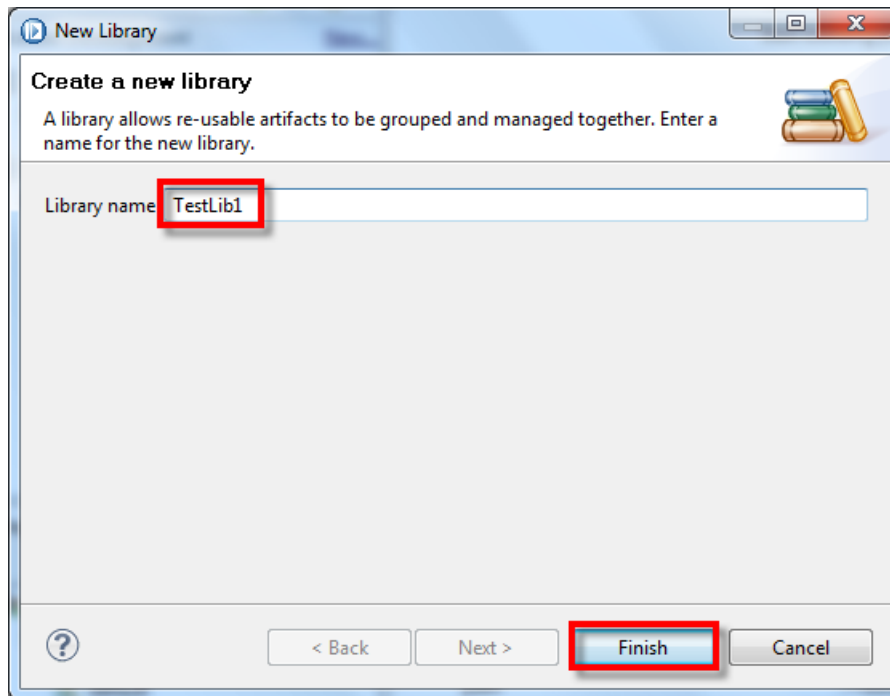 New Library
Create a new library
A library allows re-usable artifacts to be grouped and managed together. Enter a
name for the new library.
Library name TestLib1
< Back Next > Finish Cancel